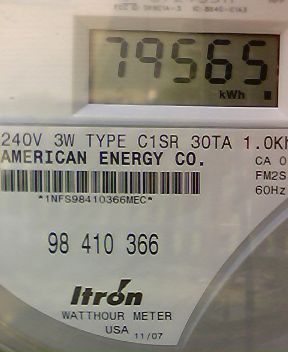 79565
kWh
240V 3W TYPE C1SR 30TA 1.0Kh
AMERICAN ENERGY CO.
CA 0
FM2S
60Hz
*1NFS98410366MEC*
98 410 366
Itron
WATTHOUR METER
USA 11/07